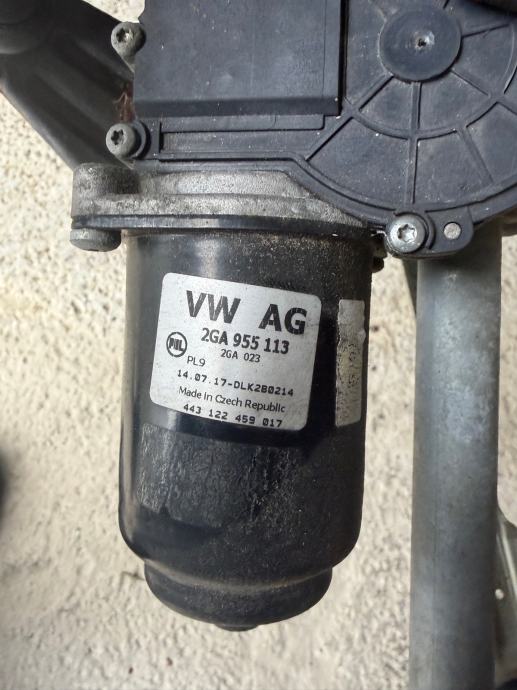 VW AG
2GA 955 113
2GA 023
PL9
14.07.17-DLK2B0214
Made In Czech Republic
443 122 459 017